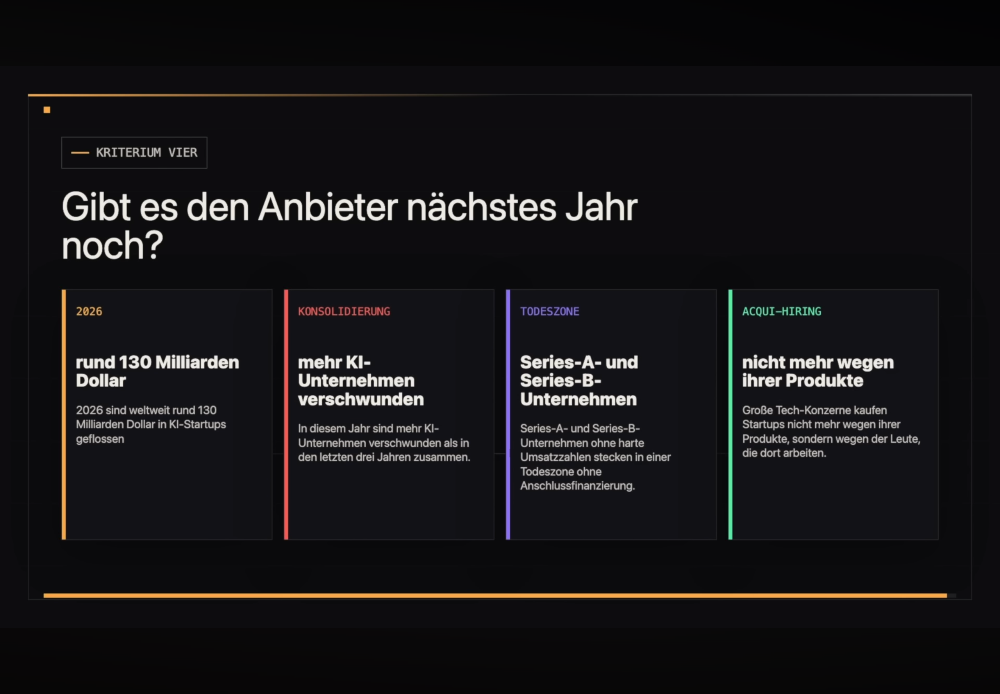 KRITERIUM VIER
Gibt es den Anbieter nächstes Jahr
noch?
2026
rund 130 Milliarden
Dollar
2026 sind weltweit rund 130
Milliarden Dollar in KI-Startups
geflossen
KONSOLIDIERUNG
mehr KI-
Unternehmen
verschwunden
In diesem Jahr sind mehr KI-
Unternehmen verschwunden als in
den letzten drei Jahren zusammen.
TODESZONE
Series-A- und
Series-B-
Unternehmen
Series-A- und Series-B-
Unternehmen ohne harte
Umsatzzahlen stecken in einer
Todeszone ohne
Anschlussfinanzierung.
ACQUI-HIRING
nicht mehr wegen
ihrer Produkte
Große Tech-Konzerne kaufen
Startups nicht mehr wegen ihrer
Produkte, sondern wegen der Leute,
die dort arbeiten.